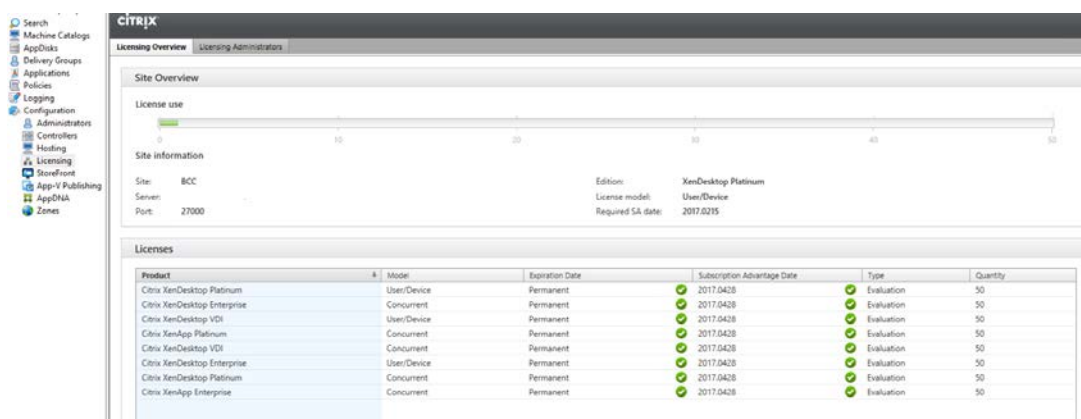 Search
Machine Catalogs
AppDisks
Delivery Groups
Applications
Policies
Logging
Configuration
Administrators
Controllers
Hosting
Licensing
StoreFront
App-V Publishing
AppDNA
Zones
CİTRIX
Licensing Overview Licensing Administrators
Site Overview
License use
0 10 20 30 40 50
Site information
Site: BCC Edition: XenDesktop Platinum
Server: License model: User/Device
Port: 27000 Required SA date: 2017.0215
Licenses
Product Model Expiration Date Subscription Advantage Date Type Quantity
Citrix XenDesktop Platinum User/Device Permanent 2017.0428 Evaluation 50
Citrix XenDesktop Enterprise Concurrent Permanent 2017.0428 Evaluation 50
Citrix XenDesktop VDI User/Device Permanent 2017.0428 Evaluation 50
Citrix XenApp Platinum Concurrent Permanent 2017.0428 Evaluation 50
Citrix XenDesktop VDI Concurrent Permanent 2017.0428 Evaluation 50
Citrix XenDesktop Enterprise User/Device Permanent 2017.0428 Evaluation 50
Citrix XenDesktop Platinum Concurrent Permanent 2017.0428 Evaluation 50
Citrix XenApp Enterprise Concurrent Permanent 2017.0428 Evaluation 50